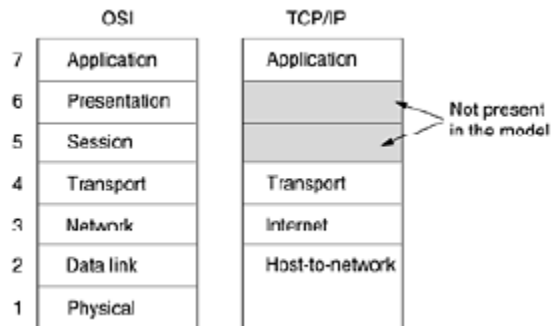 OSI TCP/IP
7 Application Application
6 Presentation
5 Session
Not present
in the model
4 Transport Transport
3 Network Internet
2 Data link Host-to-network
1 Physical